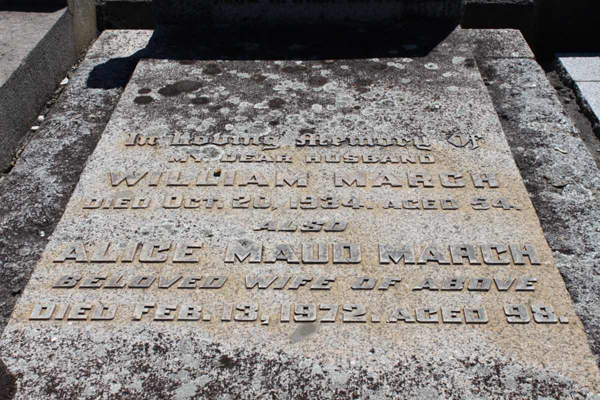 In Loving Memory Of
MY DEAR HUSBAND
WILLIAM MARCH
DIED OCT. 20, 1934. AGED 54.
ALSO
ALICE MAUD MARCH
BELOVED WIFE OF ABOVE
DIED FEB. 13, 1972. AGED 93.